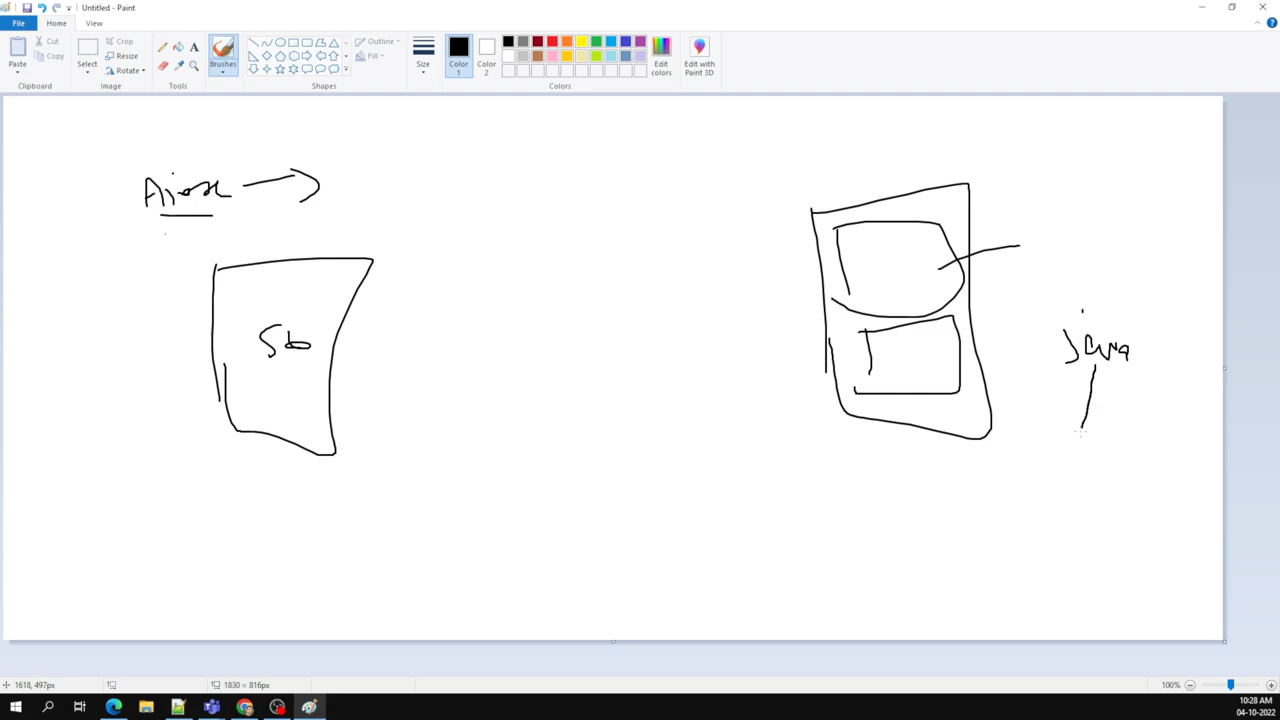 Untitled - Paint
File
Home
View
Paste
Cut
Copy
Clipboard
Select
Crop
Resize
Rotate
Image
Tools
Brushes
Shapes
Outline
Fill
Size
Color
1
Color
2
Edit
colors
Edit with
Paint 3D
Colors
java
1618, 497px
1830 × 816px
100%
10:28 AM
04-10-2022